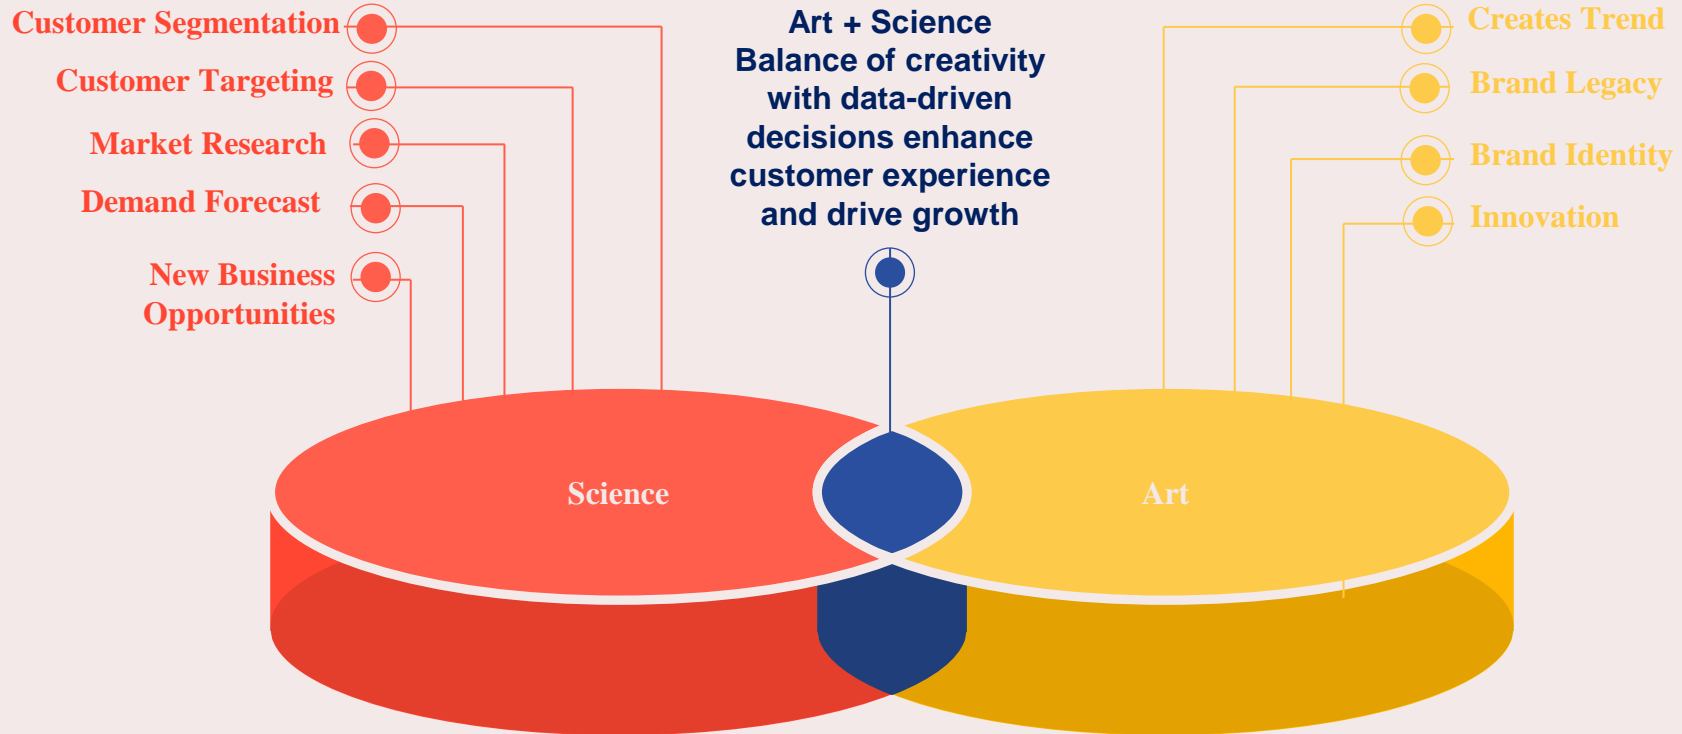 Customer Segmentation
Customer Targeting
Market Research
Demand Forecast
New Business
Opportunities
Art + Science
Balance of creativity
with data-driven
decisions enhance
customer experience
and drive growth
Creates Trend
Brand Legacy
Brand Identity
Innovation
Science
Art